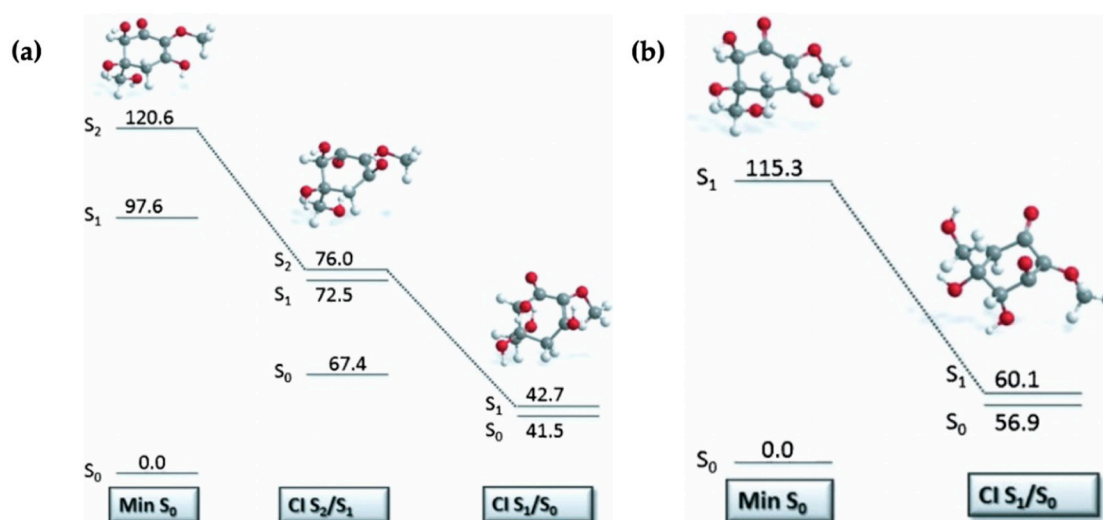 (a)
S₂ 120.6
S₁ 97.6
S₂ 76.0
S₁ 72.5
S₀ 67.4
S₁ 42.7
S₀ 41.5
S₀ 0.0
Min S₀ CI S₂/S₁ CI S₁/S₀
(b)
S₁ 115.3
S₁ 60.1
S₀ 56.9
S₀ 0.0
Min S₀ CI S₁/S₀